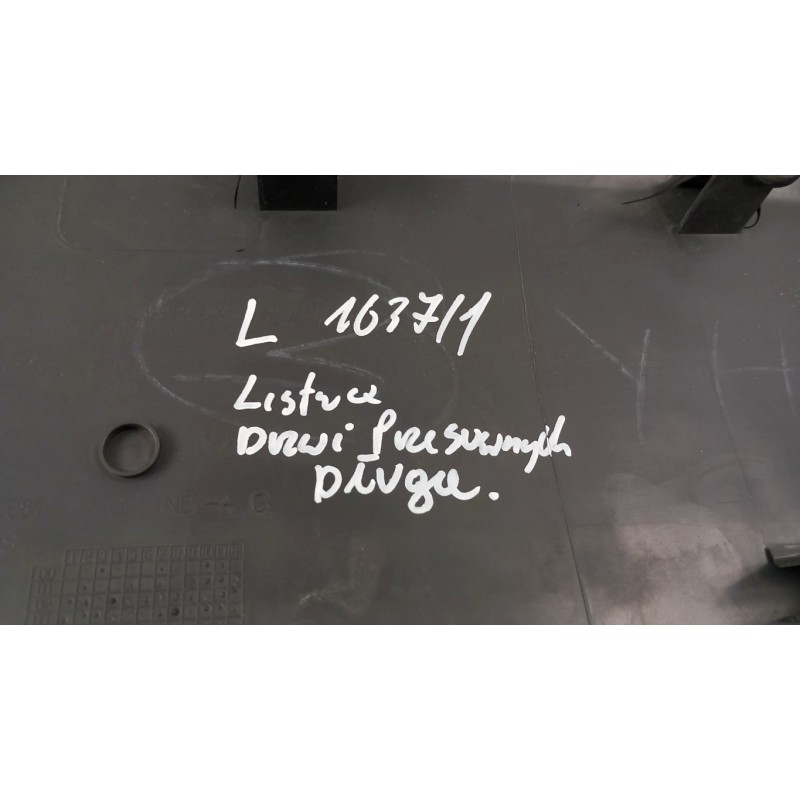 L 1637/1
Listwa
Drzwi Przesuwnych
Długa.